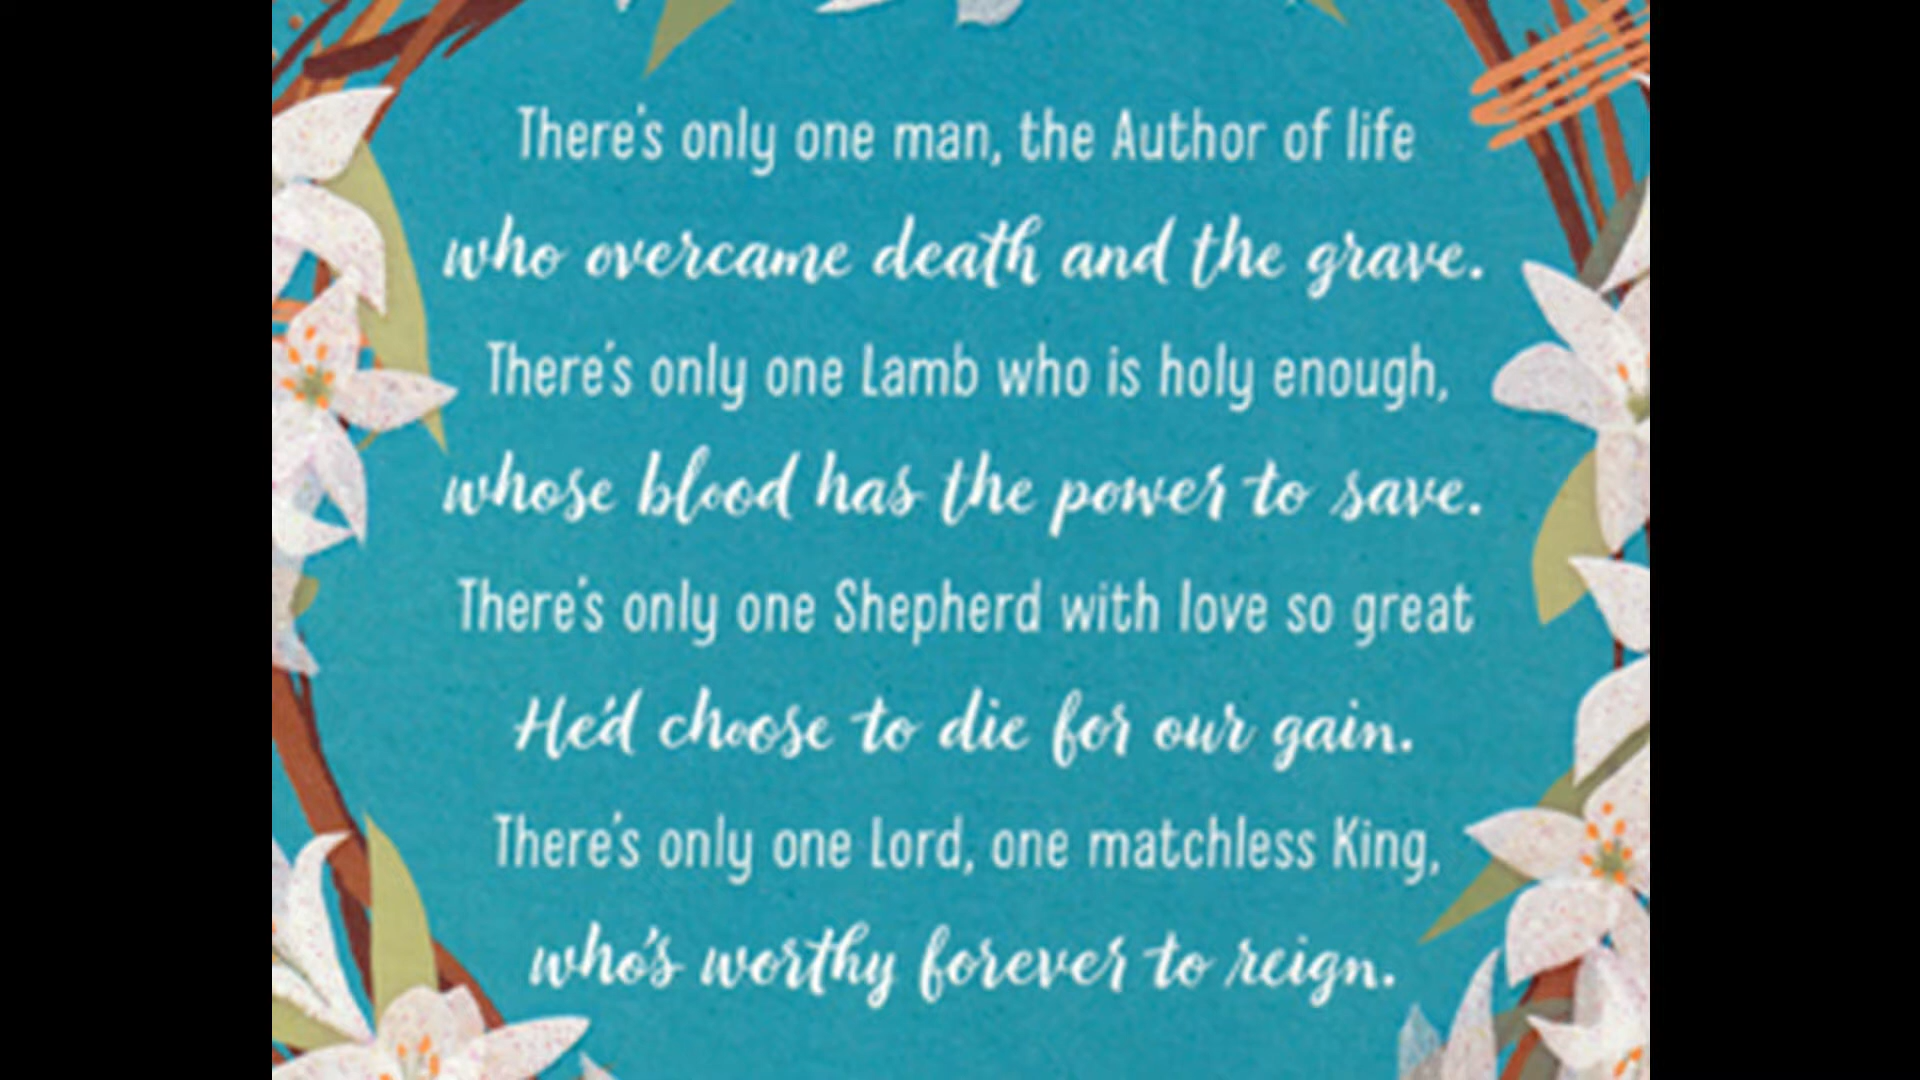 There's only one man, the Author of life
who overcame death and the grave.
There's only one Lamb who is holy enough,
whose blood has the power to save.
There's only one Shepherd with love so great
He'd choose to die for our gain.
There's only one Lord, one matchless King,
who's worthy forever to reign.